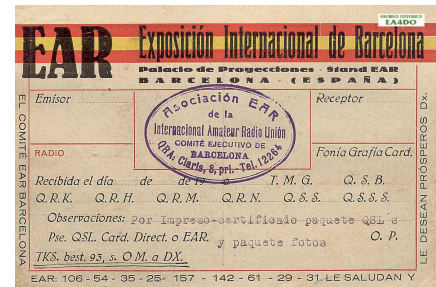 ARCHIVO HISTORICO
EA4DO
EAR
Exposición Internacional de Barcelona
Palacio de Proyecciones - Stand EAR
BARCELONA - (ESPAÑA)
EL COMITÉ EAR BARCELONA
Emisor
Receptor
Asociación EAR
de la
Internacional Amateur Radio Unión
COMITÉ EJECUTIVO DE
BARCELONA
QRA: Claris, 8, prl.-Tel. 12264
RADIO
Fonía Grafía Card.
Recibida el día de de 19 a T. M. G. Q. S. B.
Q.R.K. Q.R.H. Q.R.M. Q.R.N. Q.S.S. Q.S.S.S.
Observaciones: Por Impreso-certificado paquete QSL´s
Pse. QSL. Card. Direct. o EAR. y paquete fotos O. P.
TKS. best, 93, s. O M. a DX.
LE DESEAN PRÓSPEROS Dx.
EAR: 106 - 54 - 35 - 25 - 157 - 142 - 61 - 29 - 31. LE SALUDAN Y